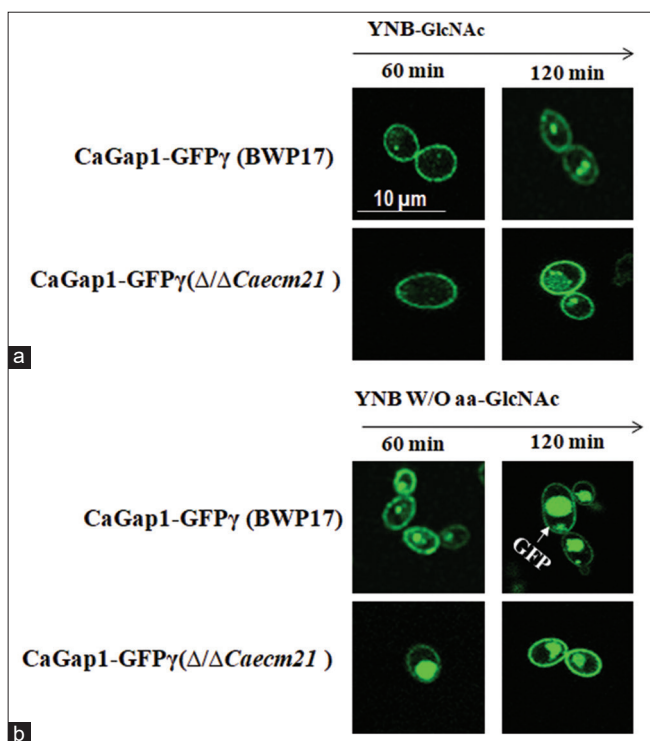 YNB-GlcNAc
60 min 120 min
CaGap1-GFPγ (BWP17)
10 µm
CaGap1-GFPγ(Δ/ΔCaecm21 )
a
YNB W/O aa-GlcNAc
60 min 120 min
CaGap1-GFPγ (BWP17)
GFP
CaGap1-GFPγ(Δ/ΔCaecm21 )
b